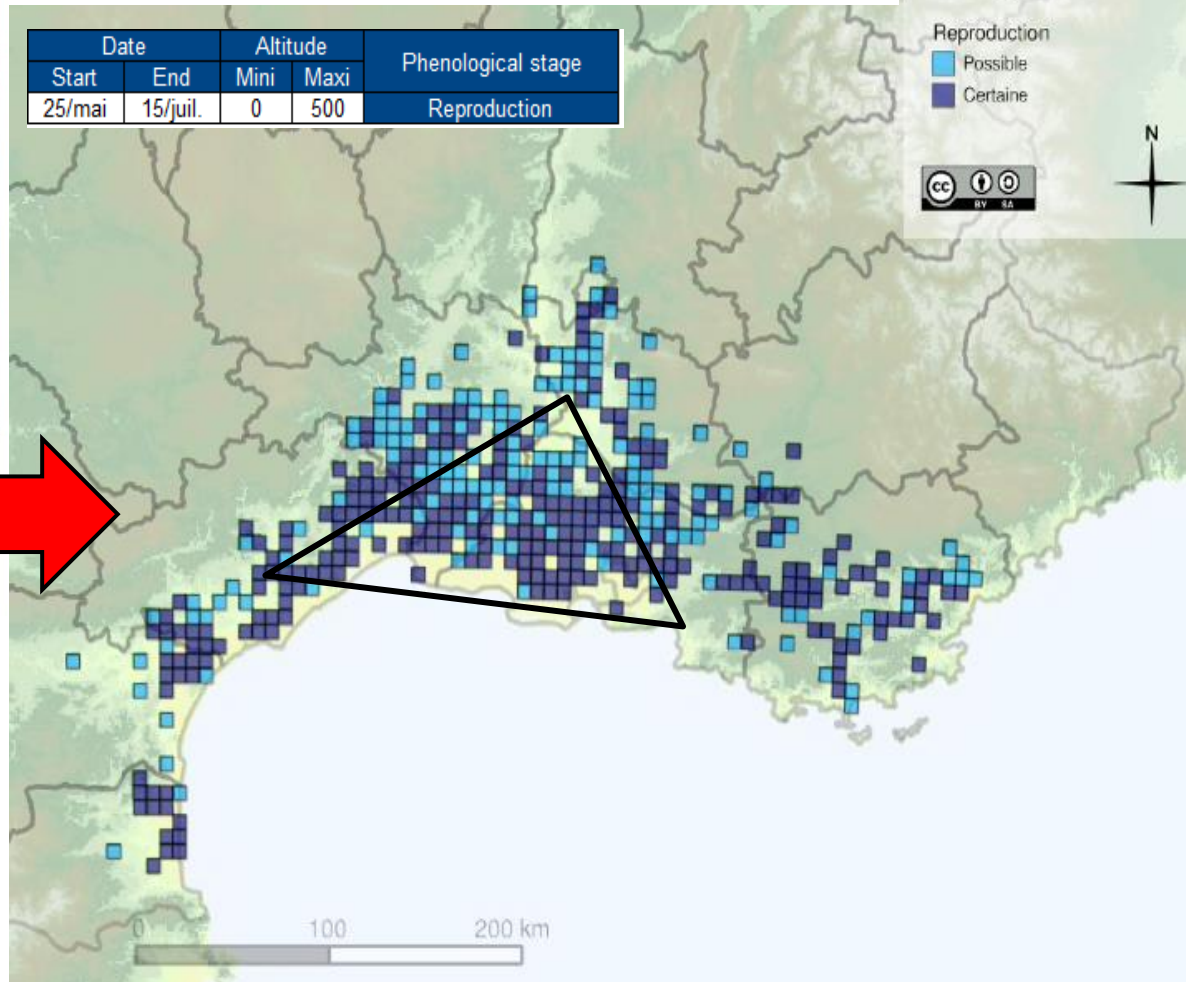 Date Altitude Phenological stage
Start End Mini Maxi
25/mai 15/juil. 0 500 Reproduction
Reproduction
Possible
Certaine
N
cc
BY SA
0 100 200 km